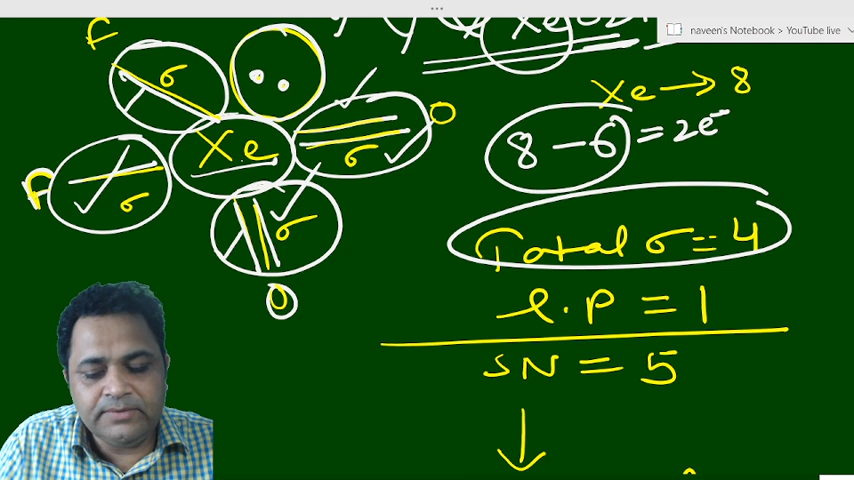 naveen's Notebook > YouTube live
F
σ
Xe → 8
O
8 − 6 = 2e⁻
Xe
σ
F
σ
σ
Total σ = 4
O
l.P = 1
SN = 5